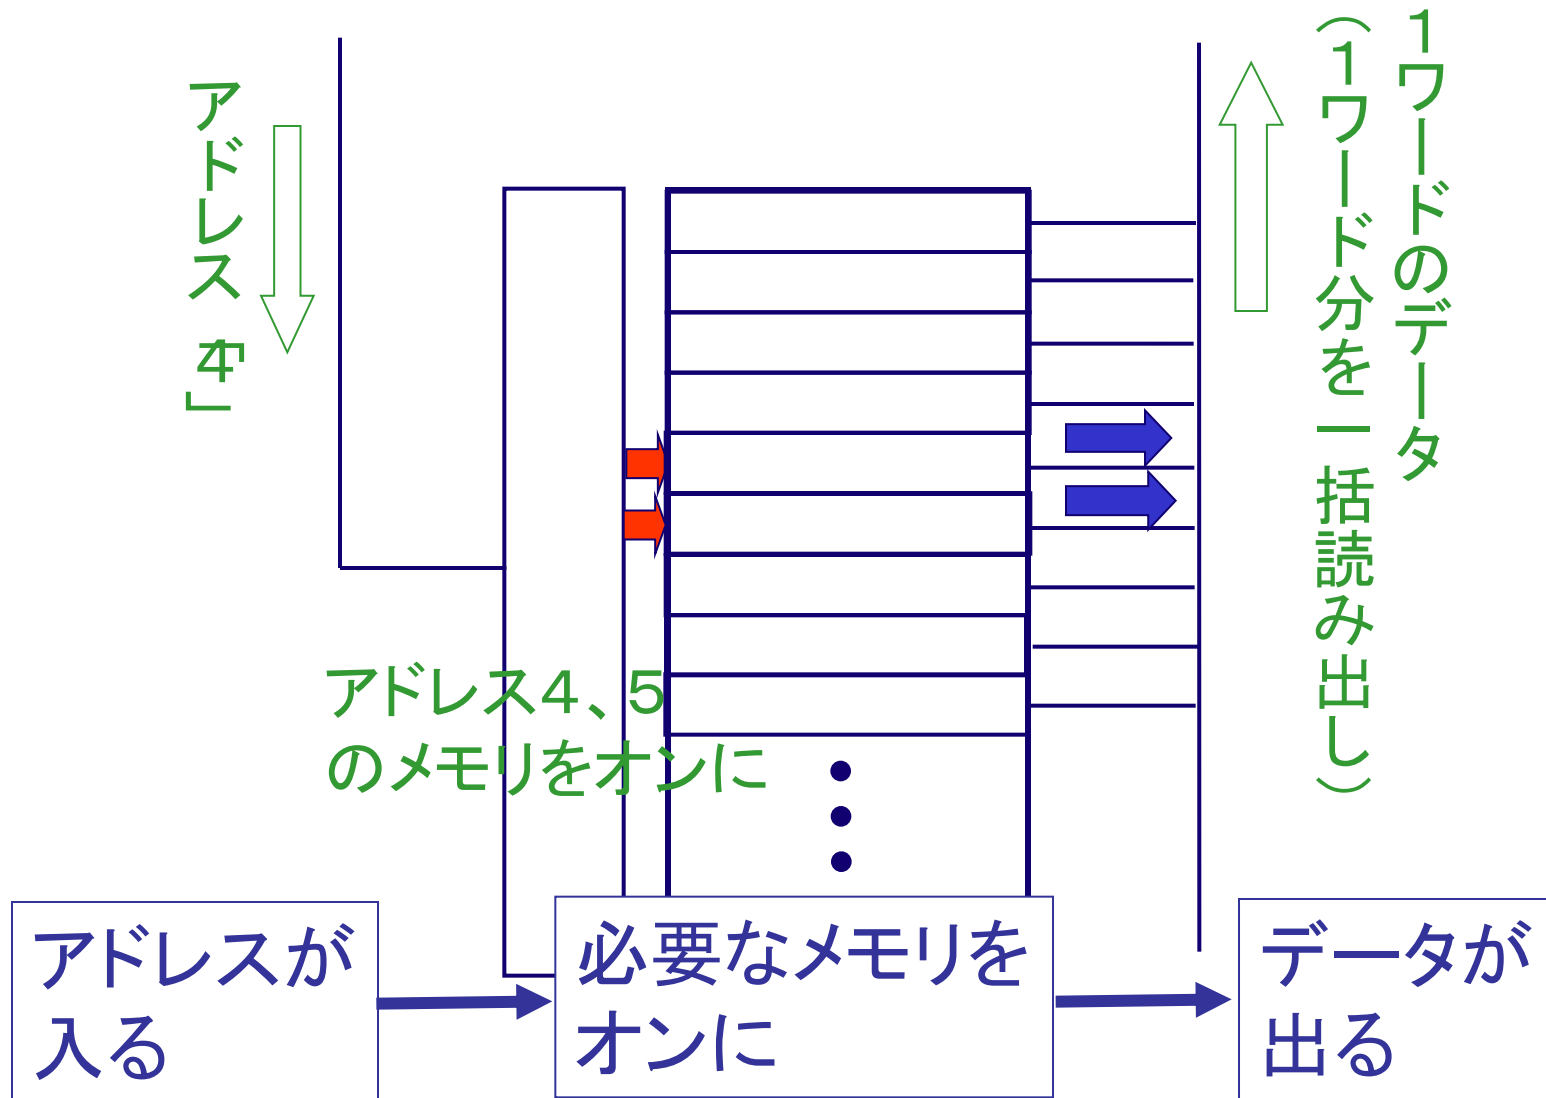 アドレス「4」
1ワードのデータ
(1ワード分を一括読み出し)
アドレス4、5
のメモリをオンに
アドレスが
入る
必要なメモリを
オンに
データが
出る